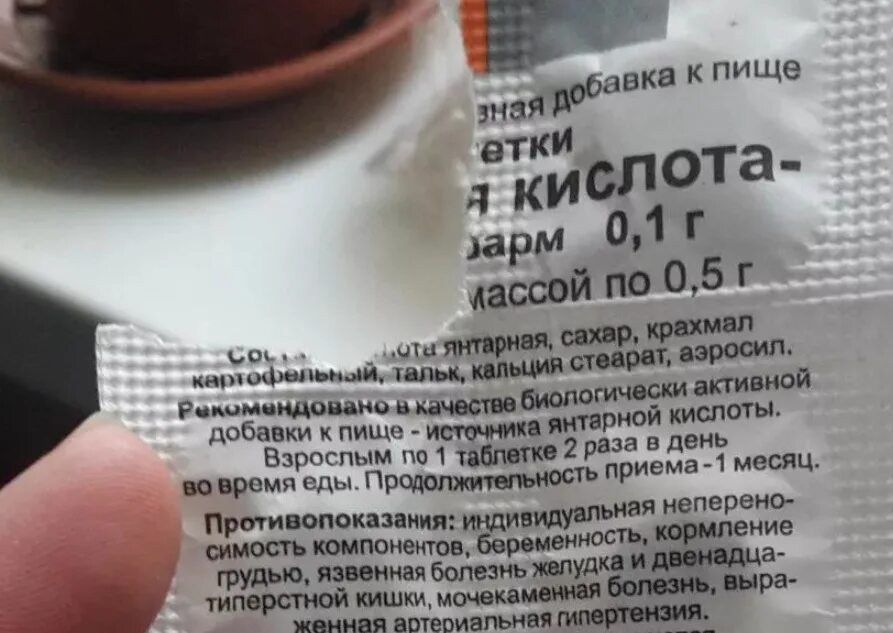 зная добавка к пище
етки
я кислота-
арм 0,1 г
массой по 0,5 г
янтарная, сахар, крахмал
картофельный, тальк, кальция стеарат, аэросил.
Рекомендовано в качестве биологически активной
добавки к пище - источника янтарной кислоты.
Взрослым по 1 таблетке 2 раза в день
во время еды. Продолжительность приема - 1 месяц.
Противопоказания: индивидуальная неперено-
симость компонентов, беременность, кормление
грудью, язвенная болезнь желудка и двенадца-
типерстной кишки, мочекаменная болезнь, выра-
женная артериальная гипертензия.